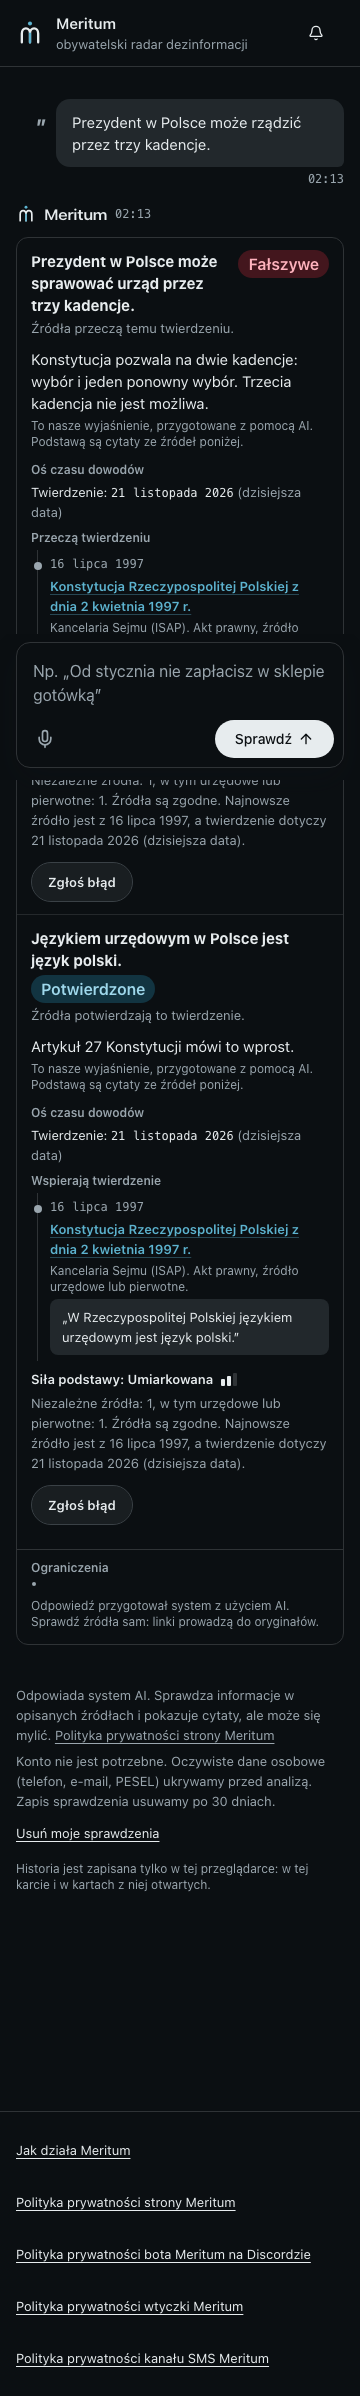 Meritum
obywatelski radar dezinformacji
" Prezydent w Polsce może rządzić
przez trzy kadencje.
02:13
Meritum 02:13
Prezydent w Polsce może
sprawować urząd przez
trzy kadencje.
Fałszywe
Źródła przeczą temu twierdzeniu.
Konstytucja pozwala na dwie kadencje:
wybór i jeden ponowny wybór. Trzecia
kadencja nie jest możliwa.
To nasze wyjaśnienie, przygotowane z pomocą AI.
Podstawą są cytaty ze źródeł poniżej.
Oś czasu dowodów
Twierdzenie: 21 listopada 2026 (dzisiejsza
data)
Przeczą twierdzeniu
16 lipca 1997
Konstytucja Rzeczypospolitej Polskiej z
dnia 2 kwietnia 1997 r.
Kancelaria Sejmu (ISAP). Akt prawny, źródło
Np. „Od stycznia nie zapłacisz w sklepie
gotówką”
Sprawdź ↑
Niezależne źródła: 1, w tym urzędowe lub
pierwotne: 1. Źródła są zgodne. Najnowsze
źródło jest z 16 lipca 1997, a twierdzenie dotyczy
21 listopada 2026 (dzisiejsza data).
Zgłoś błąd
Językiem urzędowym w Polsce jest
język polski.
Potwierdzone
Źródła potwierdzają to twierdzenie.
Artykuł 27 Konstytucji mówi to wprost.
To nasze wyjaśnienie, przygotowane z pomocą AI.
Podstawą są cytaty ze źródeł poniżej.
Oś czasu dowodów
Twierdzenie: 21 listopada 2026 (dzisiejsza
data)
Wspierają twierdzenie
16 lipca 1997
Konstytucja Rzeczypospolitej Polskiej z
dnia 2 kwietnia 1997 r.
Kancelaria Sejmu (ISAP). Akt prawny, źródło
urzędowe lub pierwotne.
„W Rzeczypospolitej Polskiej językiem
urzędowym jest język polski.”
Siła podstawy: Umiarkowana
Niezależne źródła: 1, w tym urzędowe lub
pierwotne: 1. Źródła są zgodne. Najnowsze
źródło jest z 16 lipca 1997, a twierdzenie dotyczy
21 listopada 2026 (dzisiejsza data).
Zgłoś błąd
Ograniczenia
•
Odpowiedź przygotował system z użyciem AI.
Sprawdź źródła sam: linki prowadzą do oryginałów.
Odpowiada system AI. Sprawdza informacje w
opisanych źródłach i pokazuje cytaty, ale może się
mylić. Polityka prywatności strony Meritum
Konto nie jest potrzebne. Oczywiste dane osobowe
(telefon, e-mail, PESEL) ukrywamy przed analizą.
Zapis sprawdzenia usuwamy po 30 dniach.
Usuń moje sprawdzenia
Historia jest zapisana tylko w tej przeglądarce: w tej
karcie i w kartach z niej otwartych.
Jak działa Meritum
Polityka prywatności strony Meritum
Polityka prywatności bota Meritum na Discordzie
Polityka prywatności wtyczki Meritum
Polityka prywatności kanału SMS Meritum